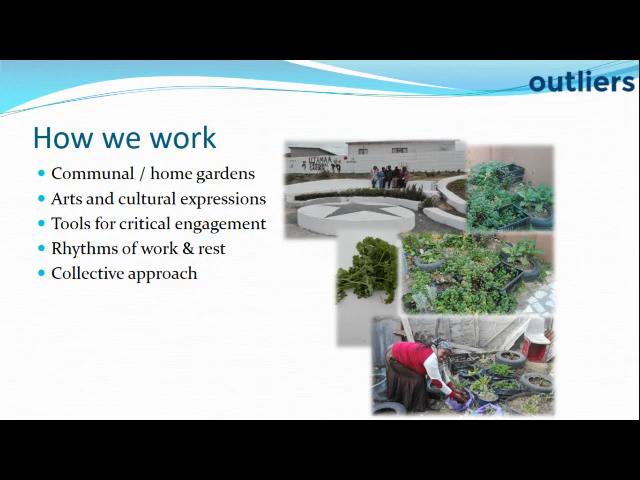 outliers
How we work
Communal / home gardens
Arts and cultural expressions
Tools for critical engagement
Rhythms of work & rest
Collective approach